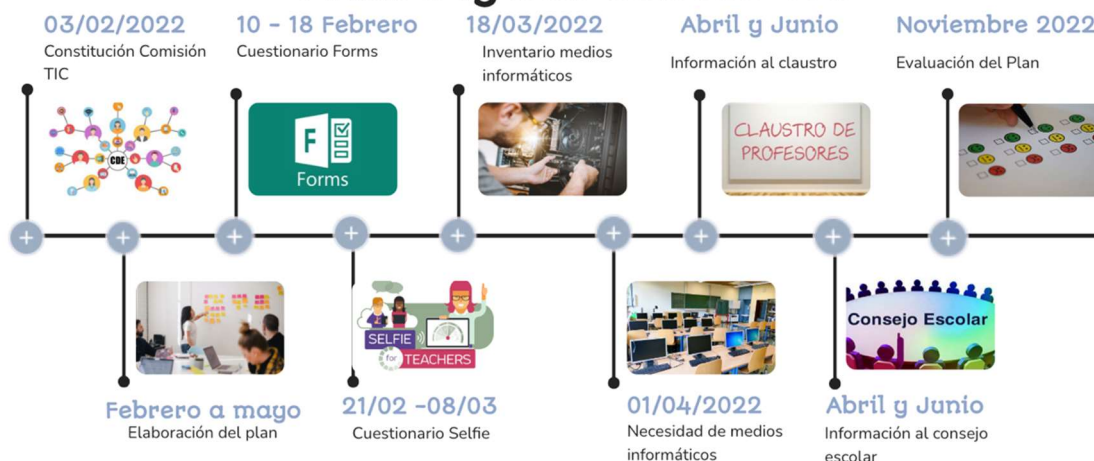 03/02/2022
Constitución Comisión
TIC
CDE
10 - 18 Febrero
Cuestionario Forms
F
Forms
18/03/2022
Inventario medios
informáticos
Abril y Junio
Información al claustro
CLAUSTRO DE
PROFESORES
Noviembre 2022
Evaluación del Plan
Febrero a mayo
Elaboración del plan
SELFIE
for
TEACHERS
21/02 -08/03
Cuestionario Selfie
01/04/2022
Necesidad de medios
informáticos
Consejo Escolar
Abril y Junio
Información al consejo
escolar